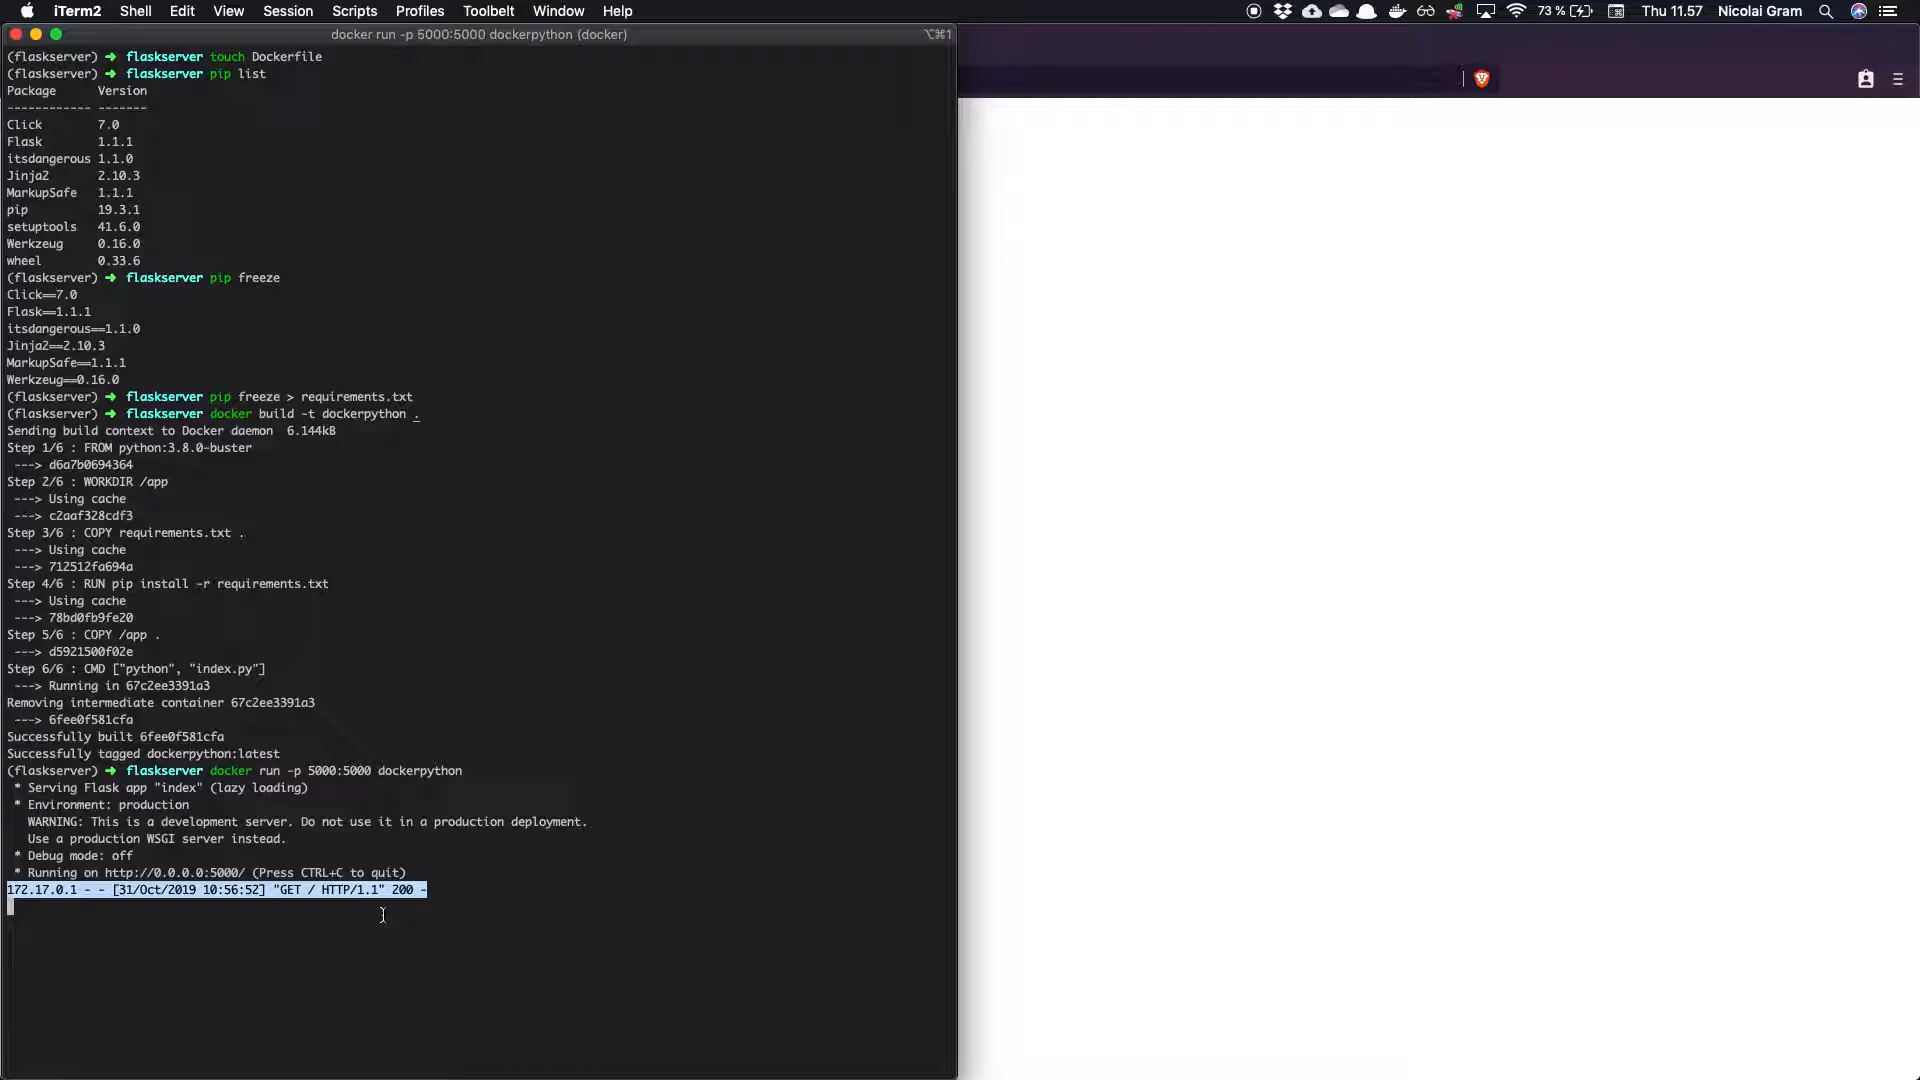 iTerm2 Shell Edit View Session Scripts Profiles Toolbelt Window Help 73 % Thu 11.57 Nicolai Gram
docker run -p 5000:5000 dockerpython (docker) ⌥⌘1
(flaskserver) ➜ flaskserver touch Dockerfile
(flaskserver) ➜ flaskserver pip list
Package Version
------------ -------
Click 7.0
Flask 1.1.1
itsdangerous 1.1.0
Jinja2 2.10.3
MarkupSafe 1.1.1
pip 19.3.1
setuptools 41.6.0
Werkzeug 0.16.0
wheel 0.33.6
(flaskserver) ➜ flaskserver pip freeze
Click==7.0
Flask==1.1.1
itsdangerous==1.1.0
Jinja2==2.10.3
MarkupSafe==1.1.1
Werkzeug==0.16.0
(flaskserver) ➜ flaskserver pip freeze > requirements.txt
(flaskserver) ➜ flaskserver docker build -t dockerpython .
Sending build context to Docker daemon 6.144kB
Step 1/6 : FROM python:3.8.0-buster
---> d6a7b0694364
Step 2/6 : WORKDIR /app
---> Using cache
---> c2aaf328cdf3
Step 3/6 : COPY requirements.txt .
---> Using cache
---> 712512fa694a
Step 4/6 : RUN pip install -r requirements.txt
---> Using cache
---> 78bd0fb9fe20
Step 5/6 : COPY /app .
---> d5921500f02e
Step 6/6 : CMD ["python", "index.py"]
---> Running in 67c2ee3391a3
Removing intermediate container 67c2ee3391a3
---> 6fee0f581cfa
Successfully built 6fee0f581cfa
Successfully tagged dockerpython:latest
(flaskserver) ➜ flaskserver docker run -p 5000:5000 dockerpython
* Serving Flask app "index" (lazy loading)
* Environment: production
WARNING: This is a development server. Do not use it in a production deployment.
Use a production WSGI server instead.
* Debug mode: off
* Running on http://0.0.0.0:5000/ (Press CTRL+C to quit)
172.17.0.1 - - [31/Oct/2019 10:56:52] "GET / HTTP/1.1" 200 -